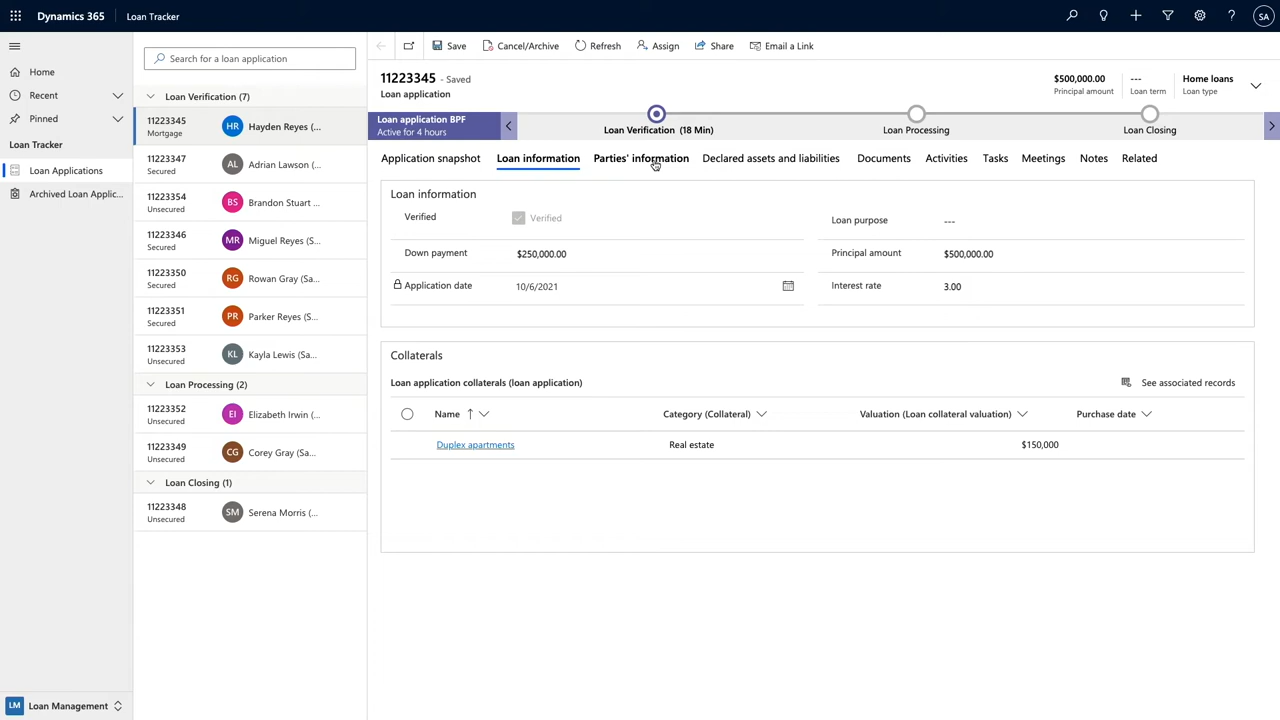 Dynamics 365
Loan Tracker
SA
Home
Recent
Pinned
Loan Tracker
Loan Applications
Archived Loan Applic...
LM Loan Management
Search for a loan application
Loan Verification (7)
11223345
Mortgage
HR Hayden Reyes (...
11223347
Secured
AL Adrian Lawson (...
11223354
Unsecured
BS Brandon Stuart ...
11223346
Secured
MR Miguel Reyes (S...
11223350
Secured
RG Rowan Gray (Sa...
11223351
Secured
PR Parker Reyes (S...
11223353
Unsecured
KL Kayla Lewis (Sa...
Loan Processing (2)
11223352
Unsecured
EI Elizabeth Irwin (...
11223349
Unsecured
CG Corey Gray (Sa...
Loan Closing (1)
11223348
Unsecured
SM Serena Morris (...
Save Cancel/Archive Refresh Assign Share Email a Link
11223345 - Saved
Loan application
$500,000.00
Principal amount
---
Loan term
Home loans
Loan type
Loan application BPF
Active for 4 hours
Loan Verification (18 Min)
Loan Processing
Loan Closing
Application snapshot Loan information Parties' information Declared assets and liabilities Documents Activities Tasks Meetings Notes Related
Loan information
Verified Verified
Loan purpose ---
Down payment $250,000.00
Principal amount $500,000.00
Application date 10/6/2021
Interest rate 3.00
Collaterals
Loan application collaterals (loan application)
See associated records
Name Category (Collateral) Valuation (Loan collateral valuation) Purchase date
Duplex apartments Real estate $150,000